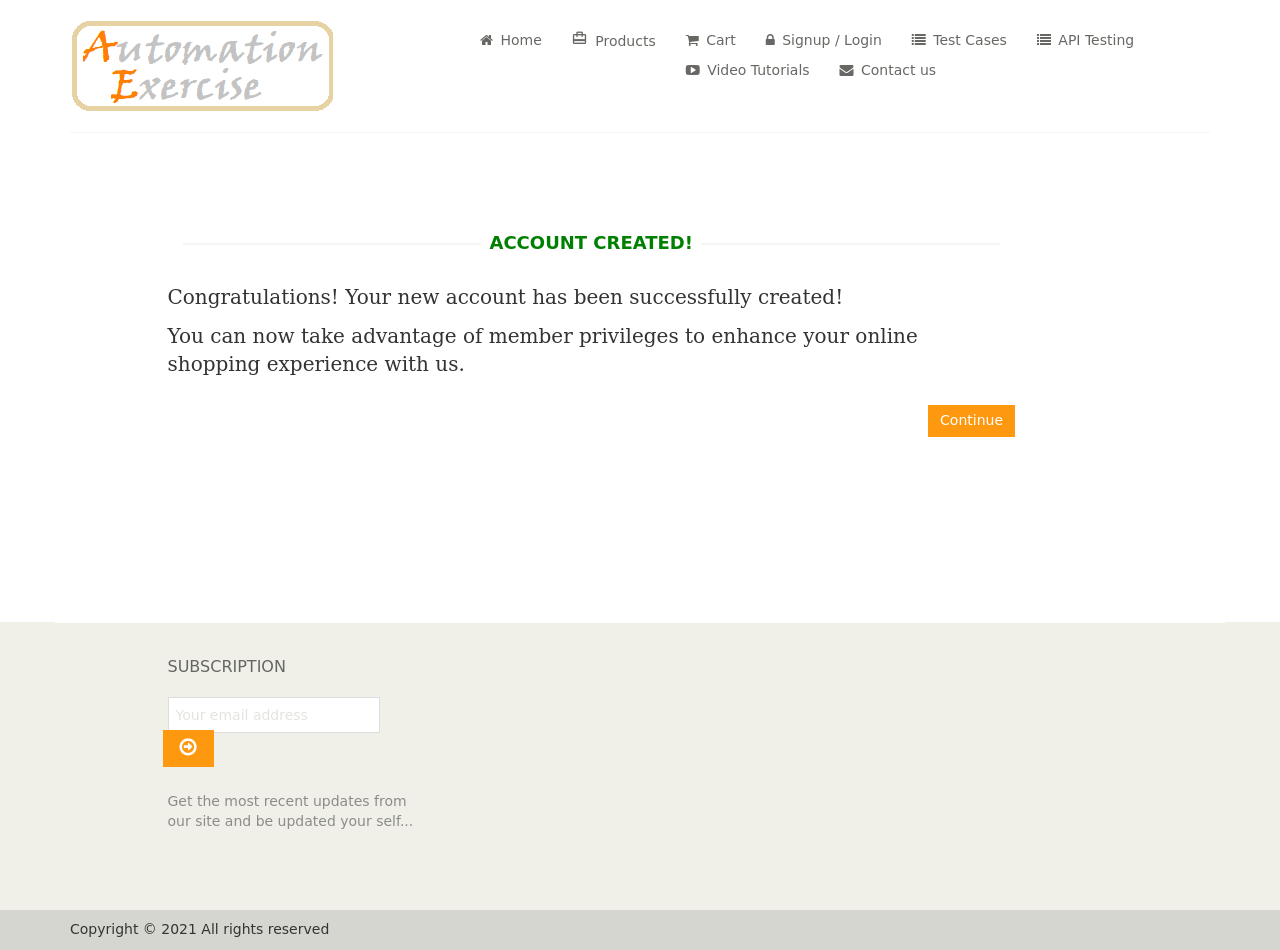 Automation
Exercise
Home Products Cart Signup / Login Test Cases API Testing
Video Tutorials Contact us
ACCOUNT CREATED!
Congratulations! Your new account has been successfully created!
You can now take advantage of member privileges to enhance your online
shopping experience with us.
Continue
SUBSCRIPTION
Your email address
Get the most recent updates from
our site and be updated your self...
Copyright © 2021 All rights reserved